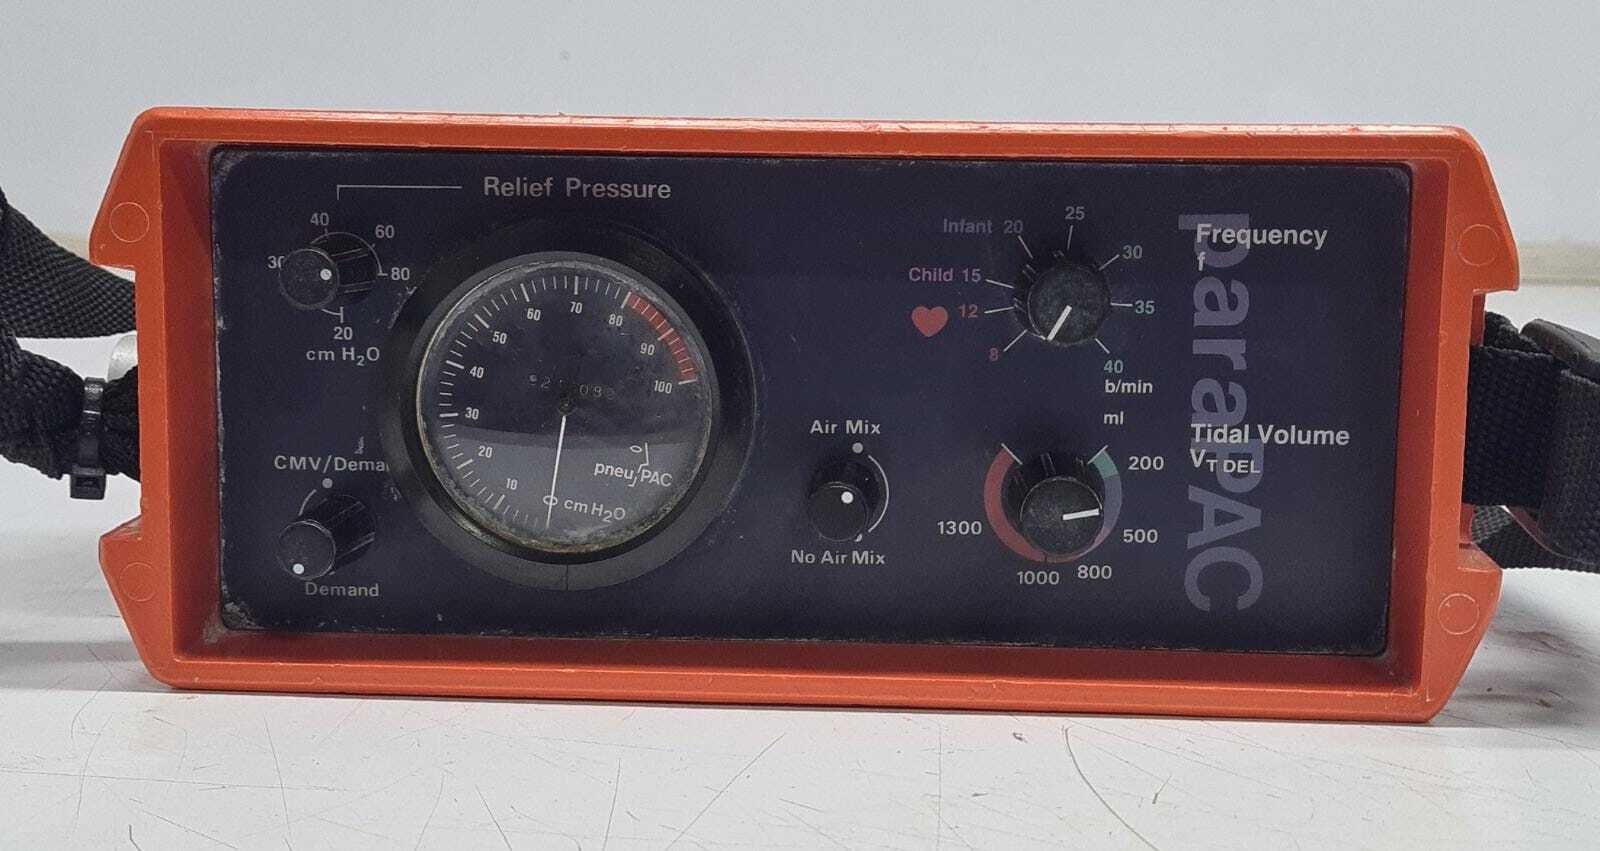 Relief Pressure
40
60
80
20
cm H2O
CMV/Demand
Demand
10
20
30
40
50
60
70
80
90
100
pneuPAC
0 cm H2O
Air Mix
No Air Mix
Infant 20
25
30
35
40
b/min
Child 15
12
8
Frequency
f
ml
Tidal Volume
VT DEL
200
500
800
1000
1300
paraPAC